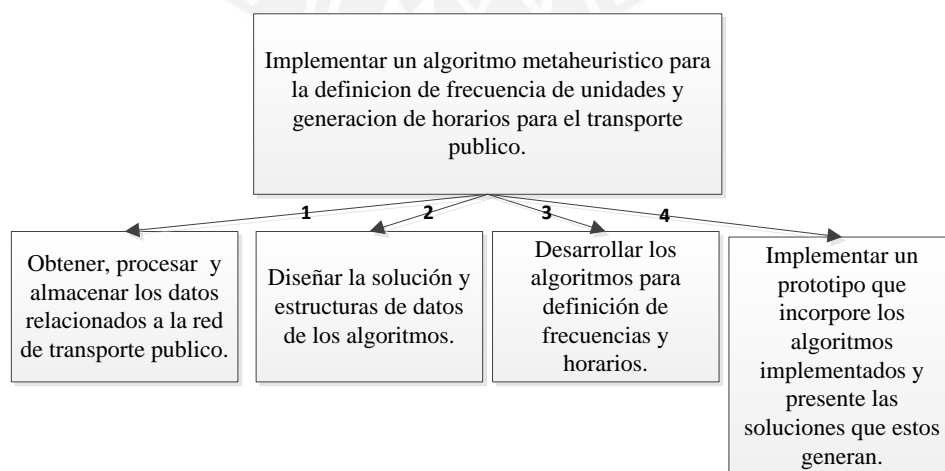 Implementar un algoritmo metaheuristico para
la definicion de frecuencia de unidades y
generacion de horarios para el transporte
publico.
1
2
3
4
Obtener, procesar y
almacenar los datos
relacionados a la red
de transporte publico.
Diseñar la solución y
estructuras de datos
de los algoritmos.
Desarrollar los
algoritmos para
definición de
frecuencias y
horarios.
Implementar un
prototipo que
incorpore los
algoritmos
implementados y
presente las
soluciones que estos
generan.